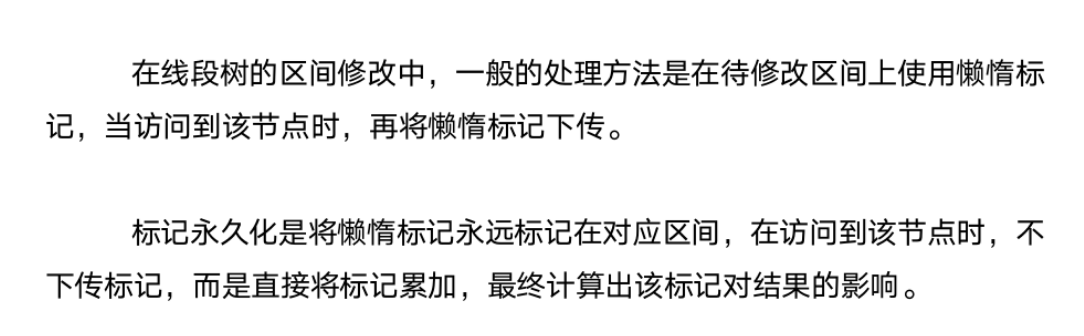 在线段树的区间修改中，一般的处理方法是在待修改区间上使用懒惰标
记，当访问到该节点时，再将懒惰标记下传。
标记永久化是将懒惰标记永远标记在对应区间，在访问到该节点时，不
下传标记，而是直接将标记累加，最终计算出该标记对结果的影响。